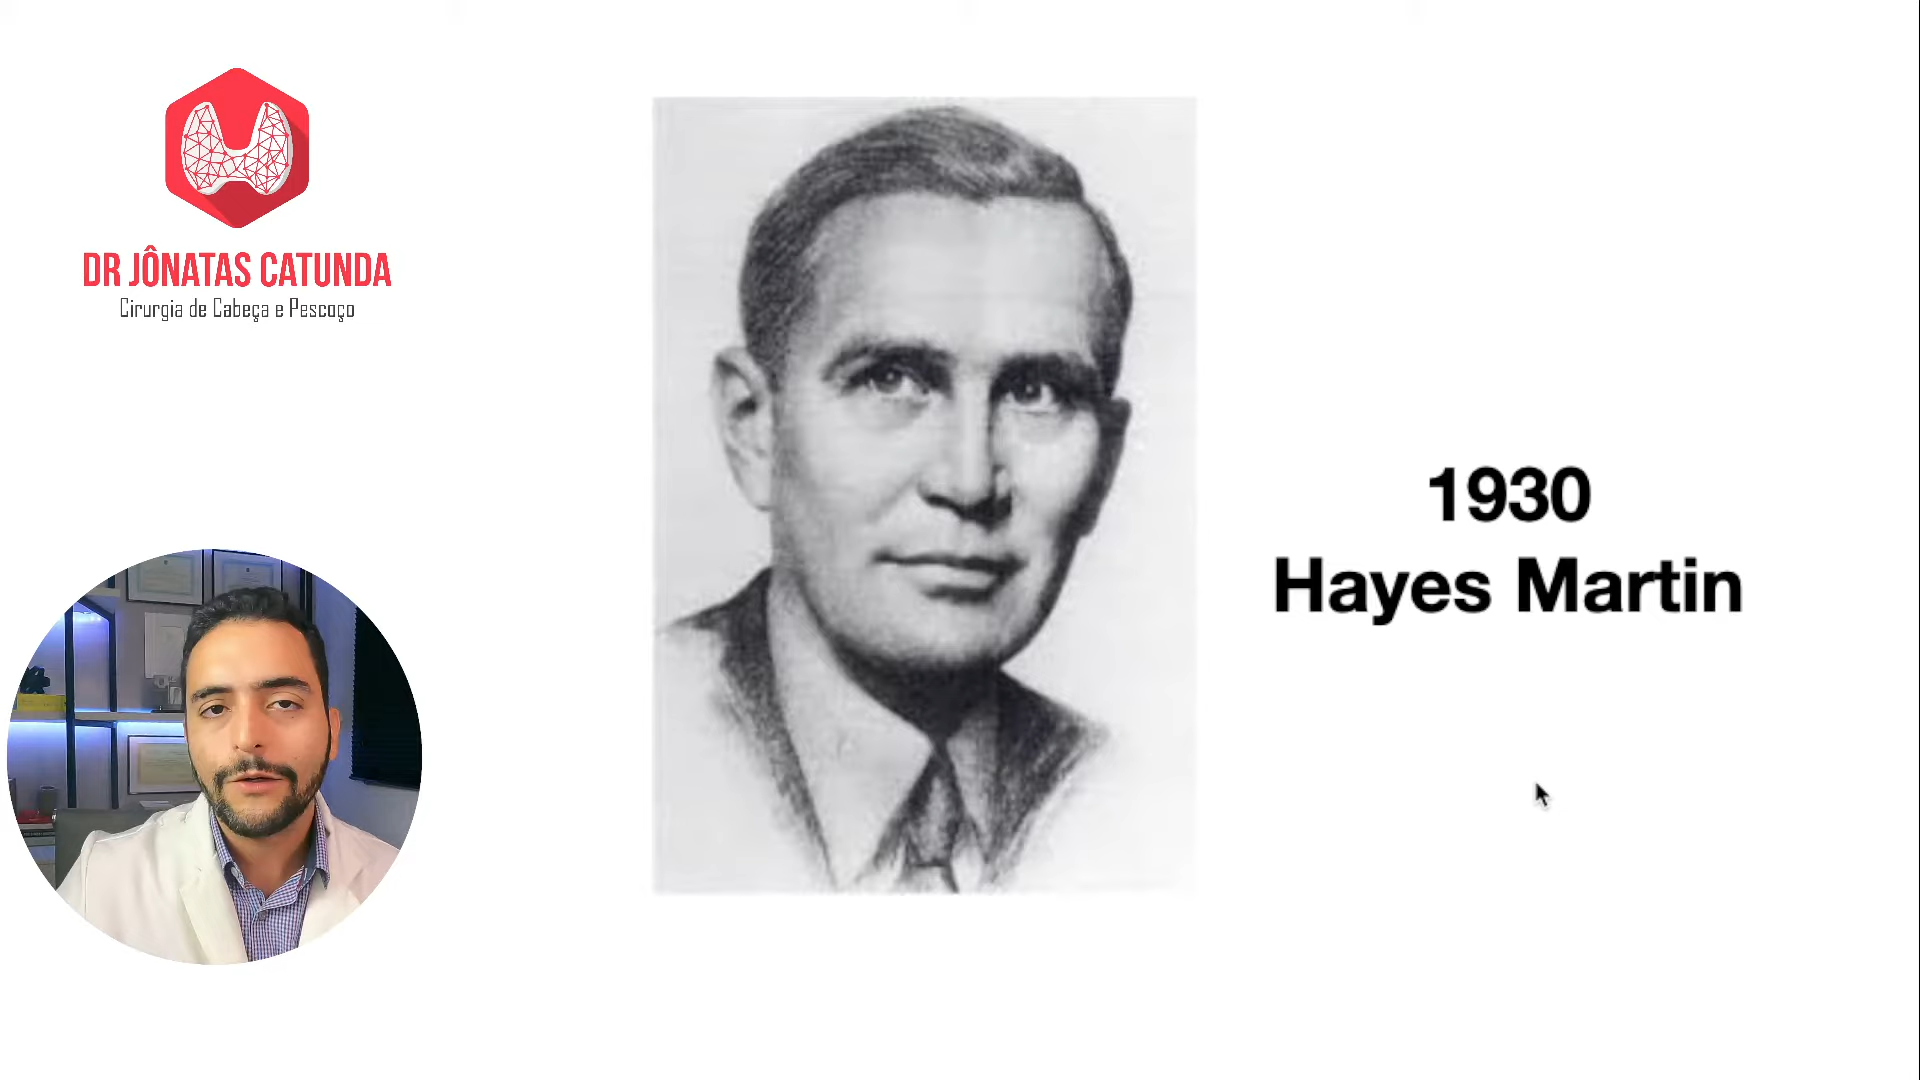 DR JÔNATAS CATUNDA
Cirurgia de Cabeça e Pescoço
1930
Hayes Martin